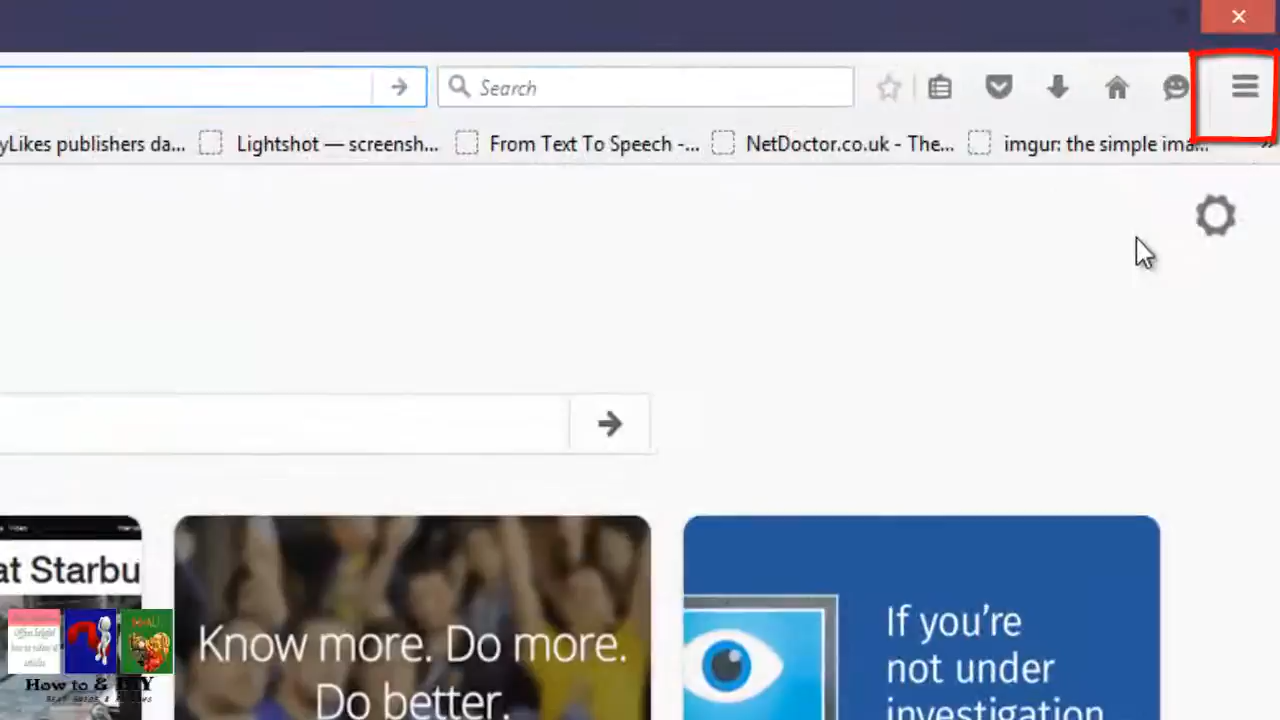 Search
yLikes publishers da...
Lightshot — screensh...
From Text To Speech -...
NetDoctor.co.uk - The...
imgur: the simple ima...
at Starbu
Know more. Do more.
Do better.
If you're
not under
investigation
How to & DIY